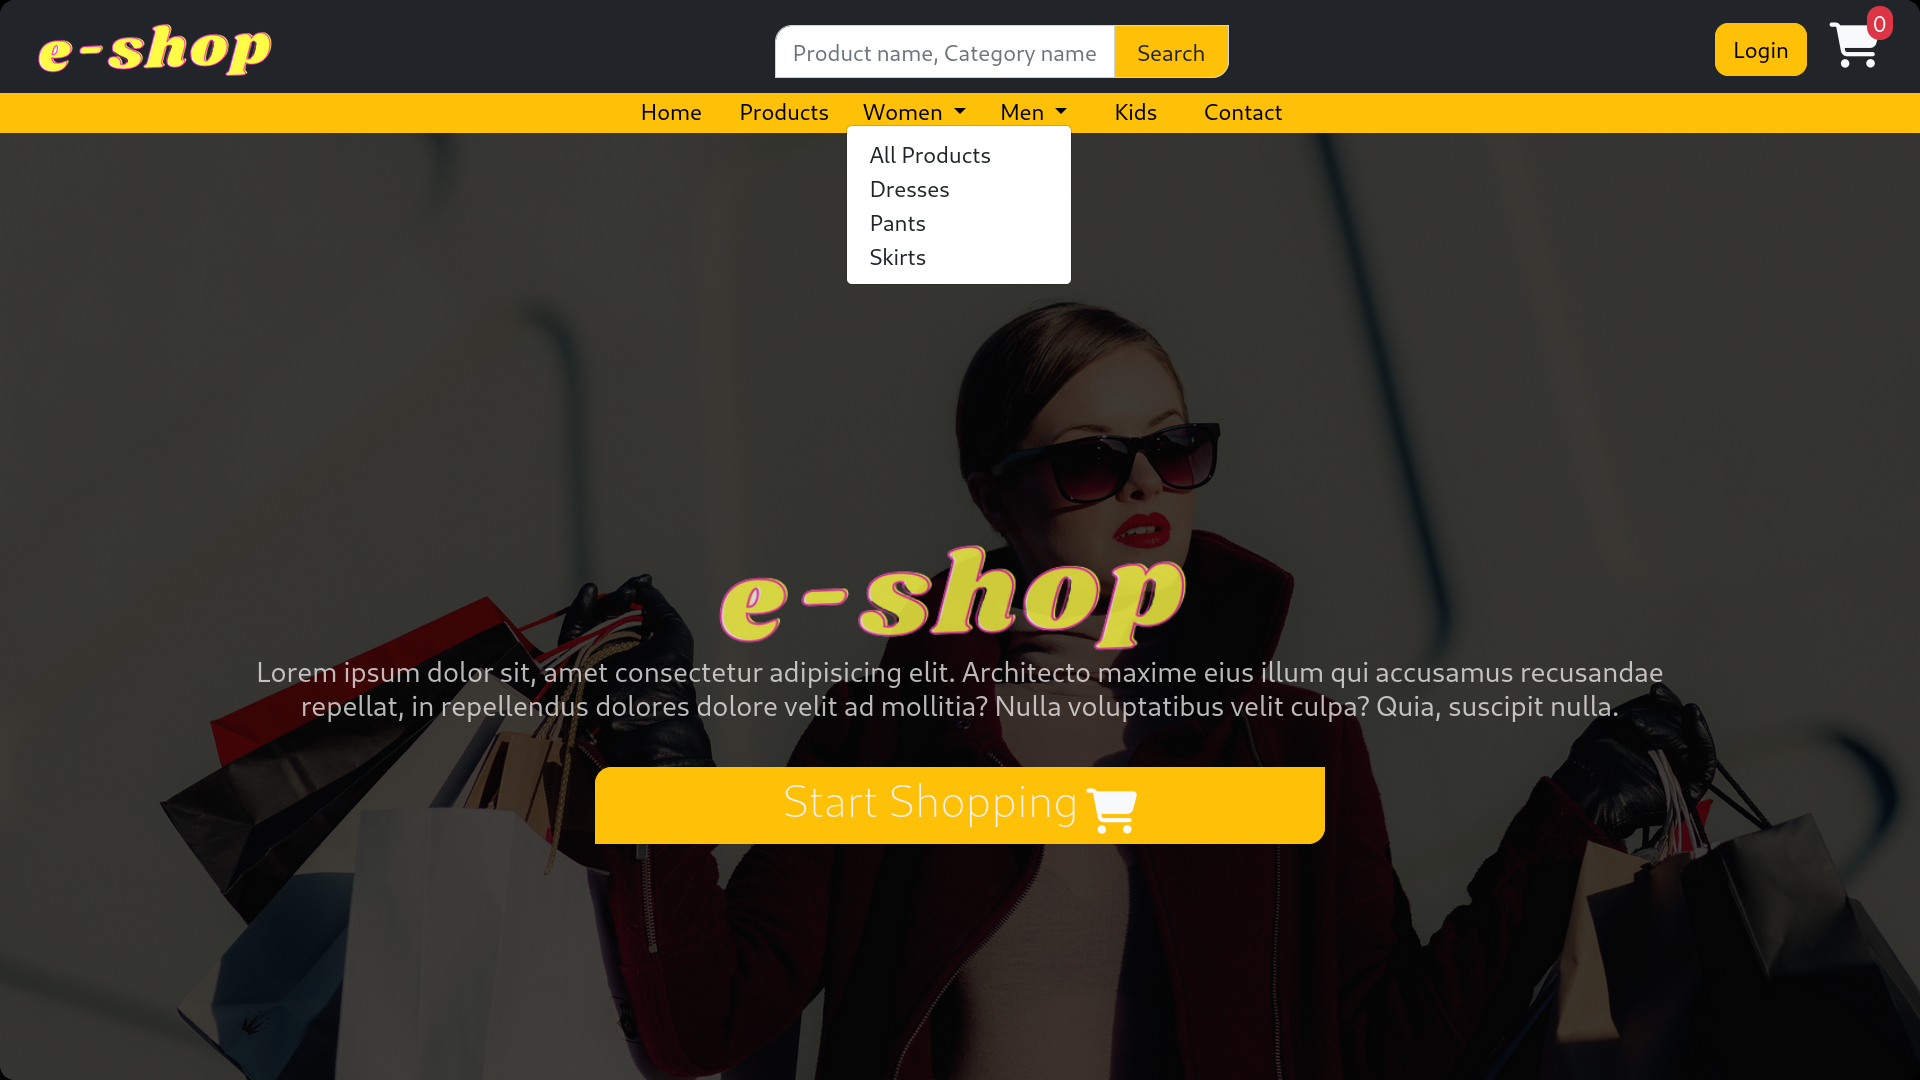 e-shop
Product name, Category name
Search
Login
0
Home
Products
Women
Men
Kids
Contact
All Products
Dresses
Pants
Skirts
e-shop
Lorem ipsum dolor sit, amet consectetur adipisicing elit. Architecto maxime eius illum qui accusamus recusandae
repellat, in repellendus dolores dolore velit ad mollitia? Nulla voluptatibus velit culpa? Quia, suscipit nulla.
Start Shopping